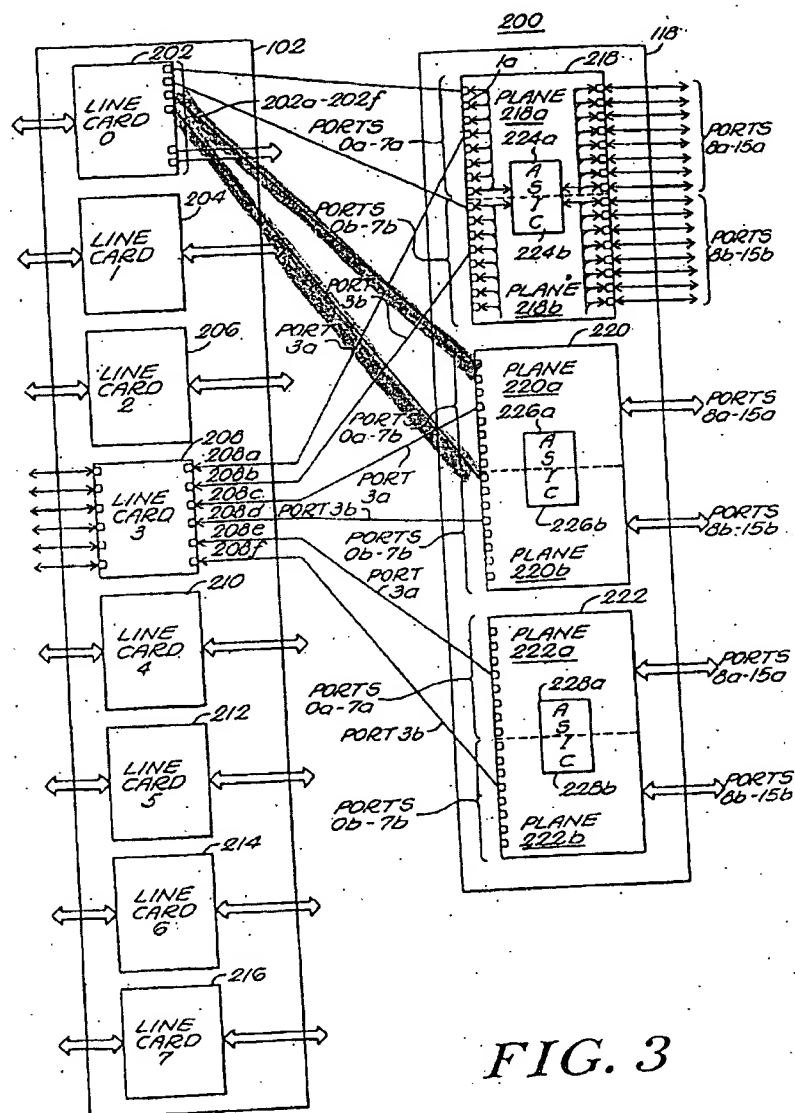 200
102
118
202
LINE
CARD
0
202a-202f
204
LINE
CARD
1
206
LINE
CARD
2
208
LINE
CARD
3
208a
208b
208c
208d
208e
208f
210
LINE
CARD
4
212
LINE
CARD
5
214
LINE
CARD
6
216
LINE
CARD
7
PORTS
0a-7a
PORTS
0b-7b
PORT
3b
PORT
3a
PORTS
0a-7b
PORT
3a
PORT3b
PORTS
0b-7b
PORT
3a
PORTS
0a-7a
PORT3b
PORTS
0b-7b
1a
218
PLANE
218a
224a
A
S
I
C
224b
PLANE
218b
PORTS
8a-15a
PORTS
8b-15b
220
PLANE
220a
226a
A
S
I
C
226b
PLANE
220b
PORTS
8a-15a
PORTS
8b-15b
222
PLANE
222a
228a
A
S
I
C
228b
PLANE
222b
PORTS
8a-15a
PORTS
8b-15b
FIG. 3